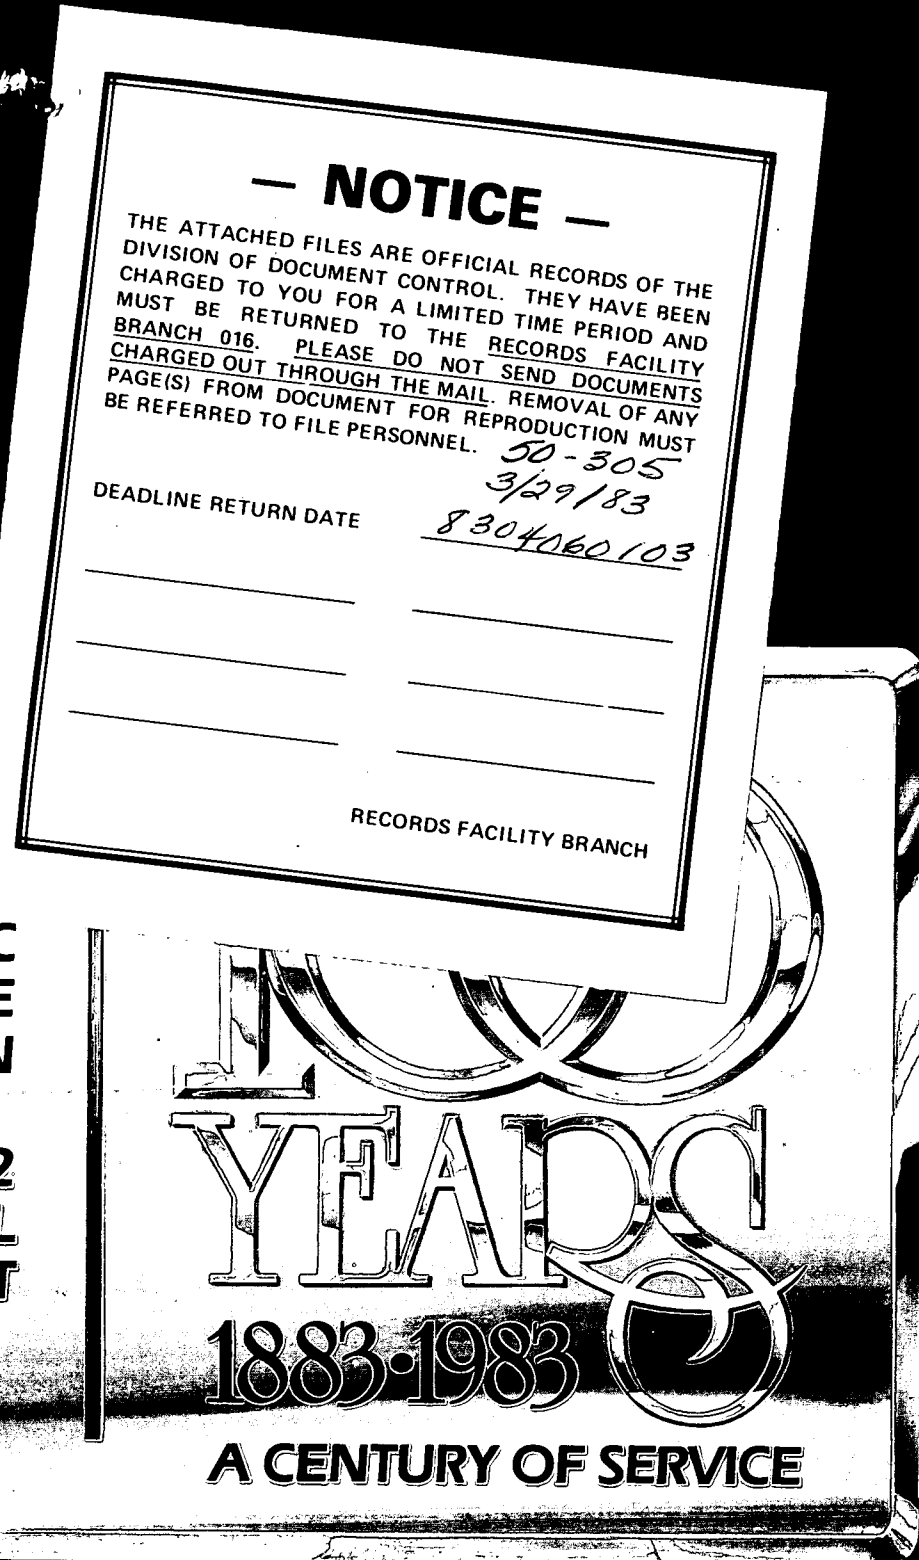 — NOTICE —
THE ATTACHED FILES ARE OFFICIAL RECORDS OF THE
DIVISION OF DOCUMENT CONTROL. THEY HAVE BEEN
CHARGED TO YOU FOR A LIMITED TIME PERIOD AND
MUST BE RETURNED TO THE RECORDS FACILITY
BRANCH 016. PLEASE DO NOT SEND DOCUMENTS
CHARGED OUT THROUGH THE MAIL. REMOVAL OF ANY
PAGE(S) FROM DOCUMENT FOR REPRODUCTION MUST
BE REFERRED TO FILE PERSONNEL.
50-305
3/29/83
DEADLINE RETURN DATE 8304060103
RECORDS FACILITY BRANCH
100
YEARS
1883·1983
A CENTURY OF SERVICE